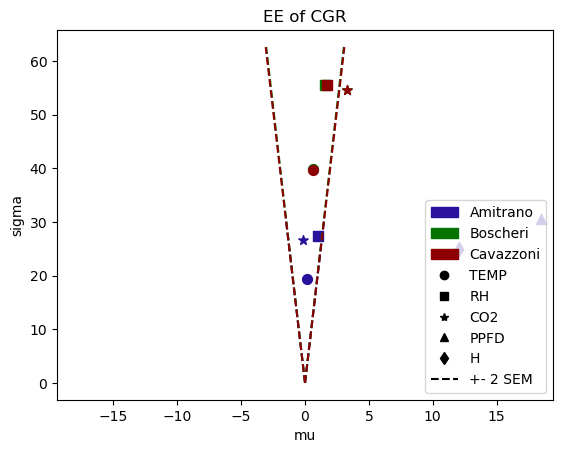 EE of CGR
60
50
40
30
20
10
0
sigma
−15 −10 −5 0 5 10 15
mu
Amitrano
Boscheri
Cavazzoni
TEMP
RH
CO2
PPFD
H
+- 2 SEM